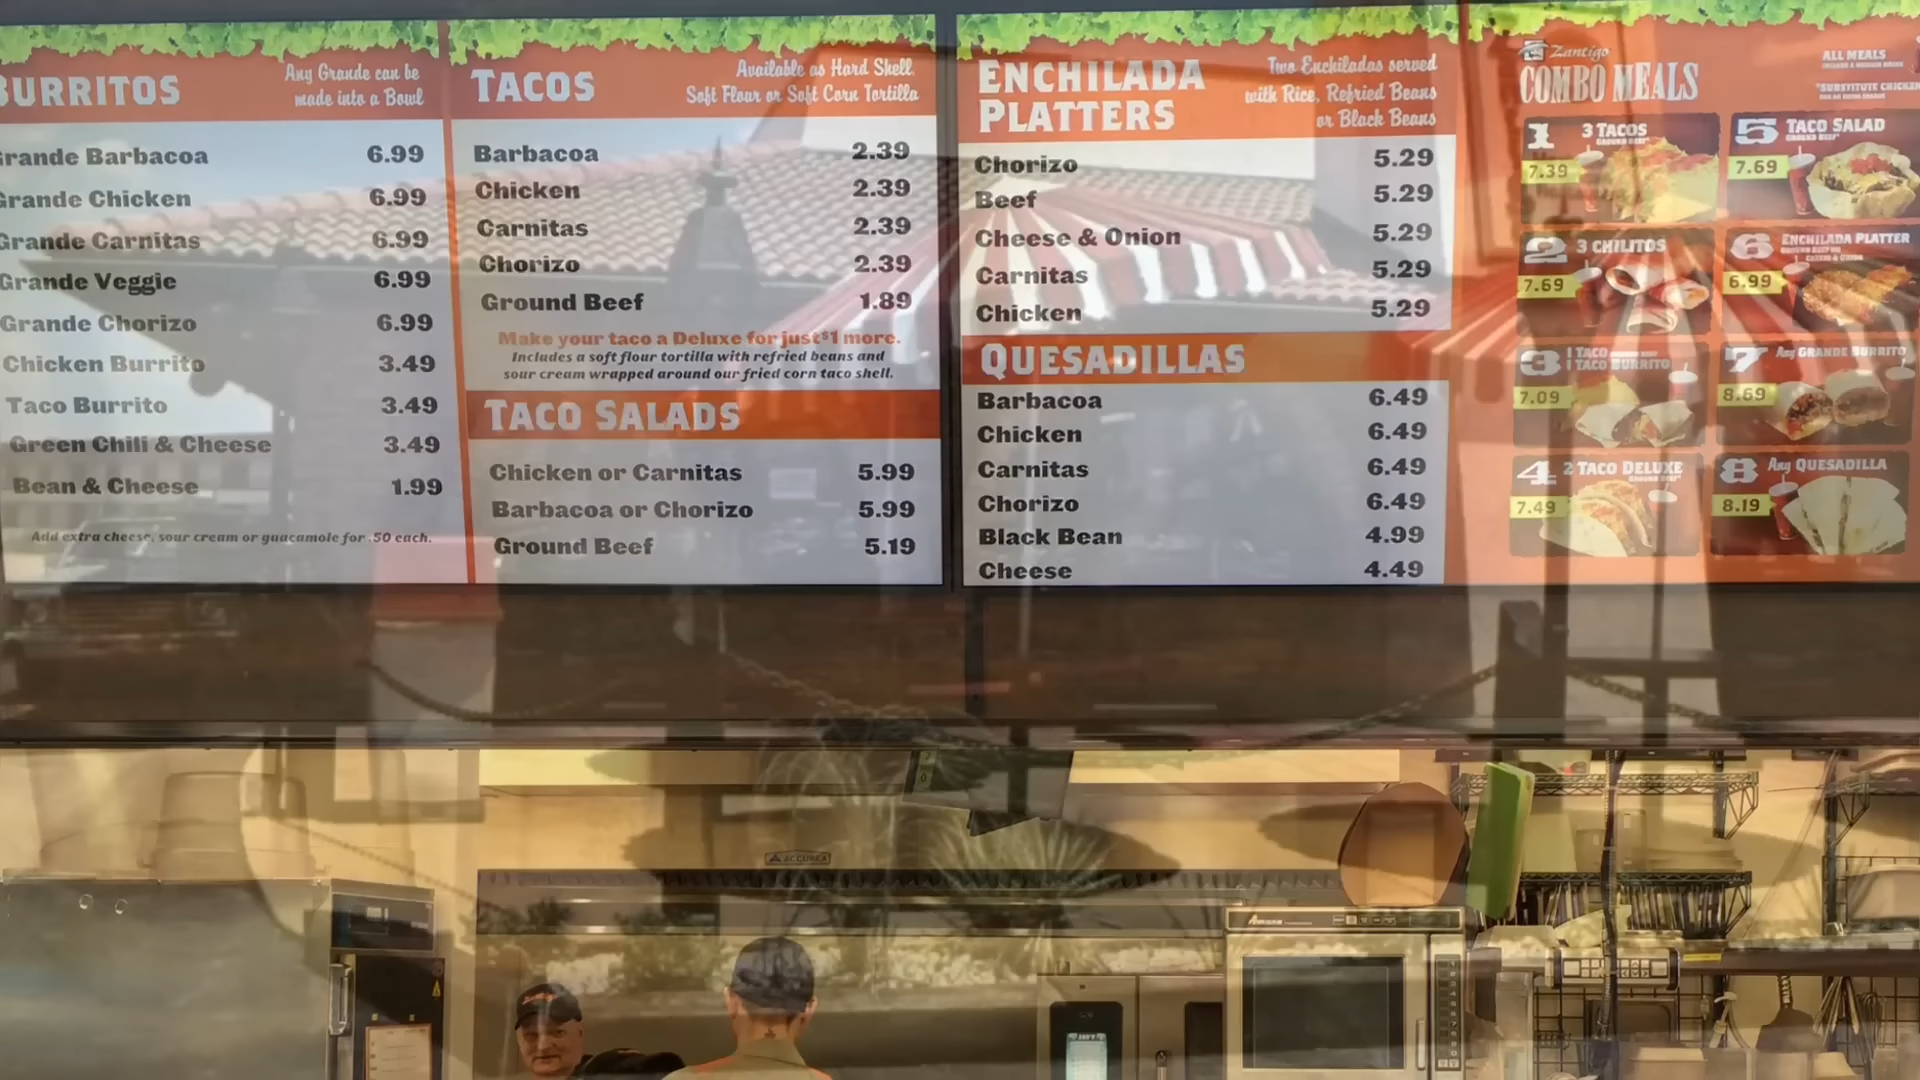 BURRITOS
Any Grande can be
made into a Bowl
Grande Barbacoa 6.99
Grande Chicken 6.99
Grande Carnitas 6.99
Grande Veggie 6.99
Grande Chorizo 6.99
Chicken Burrito 3.49
Taco Burrito 3.49
Green Chili & Cheese 3.49
Bean & Cheese 1.99
Add extra cheese, sour cream or guacamole for .50 each.
TACOS
Available as Hard Shell
Soft Flour or Soft Corn Tortilla
Barbacoa 2.39
Chicken 2.39
Carnitas 2.39
Chorizo 2.39
Ground Beef 1.89
Make your taco a Deluxe for just $1 more.
Includes a soft flour tortilla with refried beans and
sour cream wrapped around our fried corn taco shell.
TACO SALADS
Chicken or Carnitas 5.99
Barbacoa or Chorizo 5.99
Ground Beef 5.19
ENCHILADA
PLATTERS
Two Enchiladas served
with Rice, Refried Beans
or Black Beans
Chorizo 5.29
Beef 5.29
Cheese & Onion 5.29
Carnitas 5.29
Chicken 5.29
QUESADILLAS
Barbacoa 6.49
Chicken 6.49
Carnitas 6.49
Chorizo 6.49
Black Bean 4.99
Cheese 4.49
Zantigo
COMBO MEALS
ALL MEALS
*SUBSTITUTE CHICKEN
1 3 TACOS
GROUND BEEF*
7.39
2 3 CHILITOS
7.69
3 1 TACO
1 TACO BURRITO
7.09
4 2 TACO DELUXE
GROUND BEEF*
7.49
5 TACO SALAD
GROUND BEEF*
7.69
6 ENCHILADA PLATTER
6.99
7 Any GRANDE BURRITO
8.69
8 Any QUESADILLA
8.19
ACCUREX